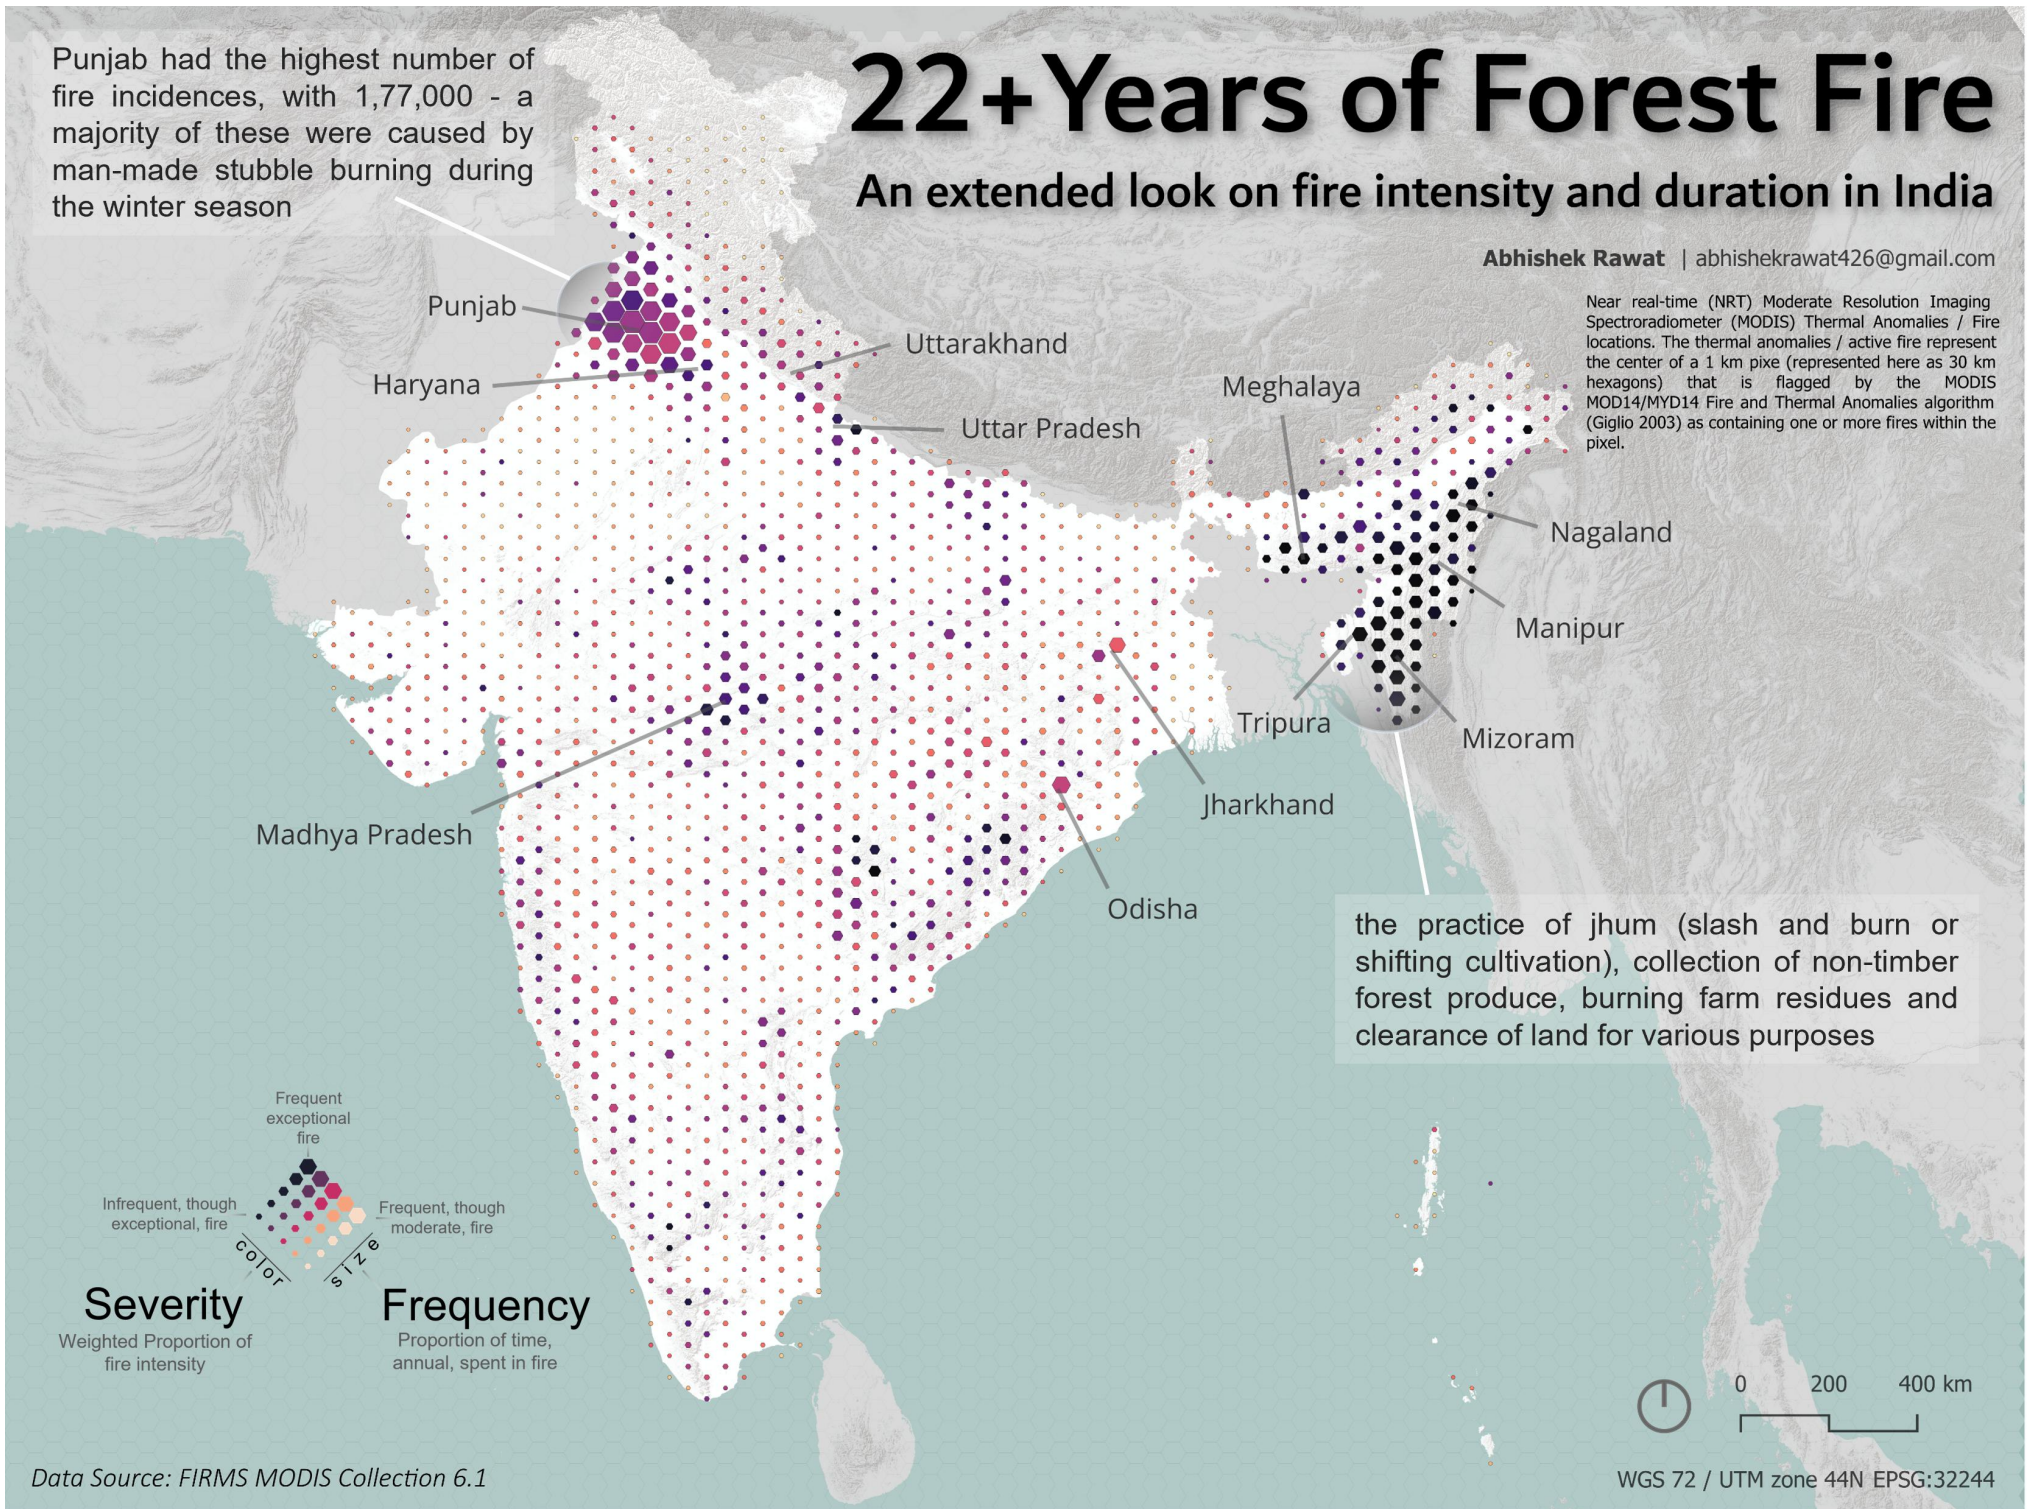 Punjab had the highest number of
fire incidences, with 1,77,000 - a
majority of these were caused by
man-made stubble burning during
the winter season
22+Years of Forest Fire
An extended look on fire intensity and duration in India
Abhishek Rawat | abhishekrawat426@gmail.com
Near real-time (NRT) Moderate Resolution Imaging
Spectroradiometer (MODIS) Thermal Anomalies / Fire
locations. The thermal anomalies / active fire represent
the center of a 1 km pixe (represented here as 30 km
hexagons) that is flagged by the MODIS
MOD14/MYD14 Fire and Thermal Anomalies algorithm
(Giglio 2003) as containing one or more fires within the
pixel.
Punjab
Uttarakhand
Haryana
Meghalaya
Uttar Pradesh
Nagaland
Manipur
Tripura
Mizoram
Jharkhand
Madhya Pradesh
Odisha
the practice of jhum (slash and burn or
shifting cultivation), collection of non-timber
forest produce, burning farm residues and
clearance of land for various purposes
Frequent
exceptional
fire
Infrequent, though
exceptional, fire
Frequent, though
moderate, fire
color
size
Severity
Weighted Proportion of
fire intensity
Frequency
Proportion of time,
annual, spent in fire
0 200 400 km
Data Source: FIRMS MODIS Collection 6.1
WGS 72 / UTM zone 44N EPSG:32244